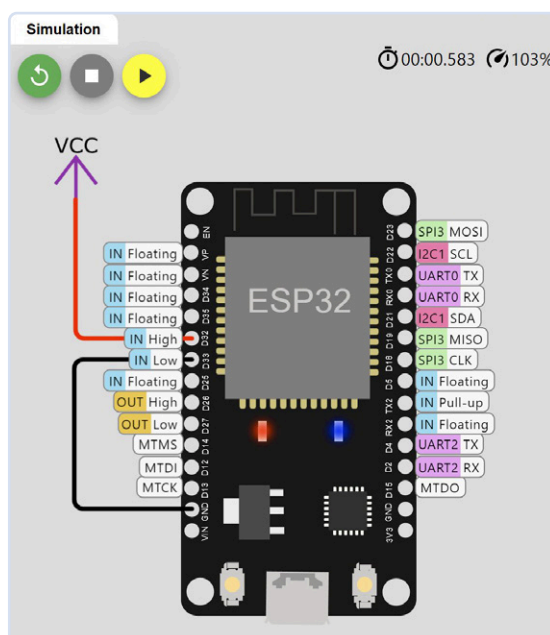 Simulation
00:00.583 103%
VCC
ESP32
EN
IN Floating VP
IN Floating VN
IN Floating D34
IN Floating D35
IN High D32
IN Low D33
IN Floating D25
OUT High D26
OUT Low D27
MTMS D14
MTDI D12
MTCK D13
GND
VIN
D23 SPI3 MOSI
D22 I2C1 SCL
TX0 UART0 TX
RX0 UART0 RX
D21 I2C1 SDA
D19 SPI3 MISO
D18 SPI3 CLK
D5 IN Floating
TX2 IN Pull-up
RX2 IN Floating
D4 UART2 TX
D2 UART2 RX
D15 MTDO
GND
3V3